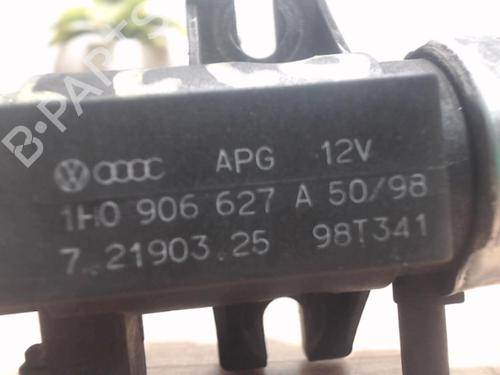 APG 12V
1H0 906 627 A 50/98
7.21903.25 98T341
B-PARTS